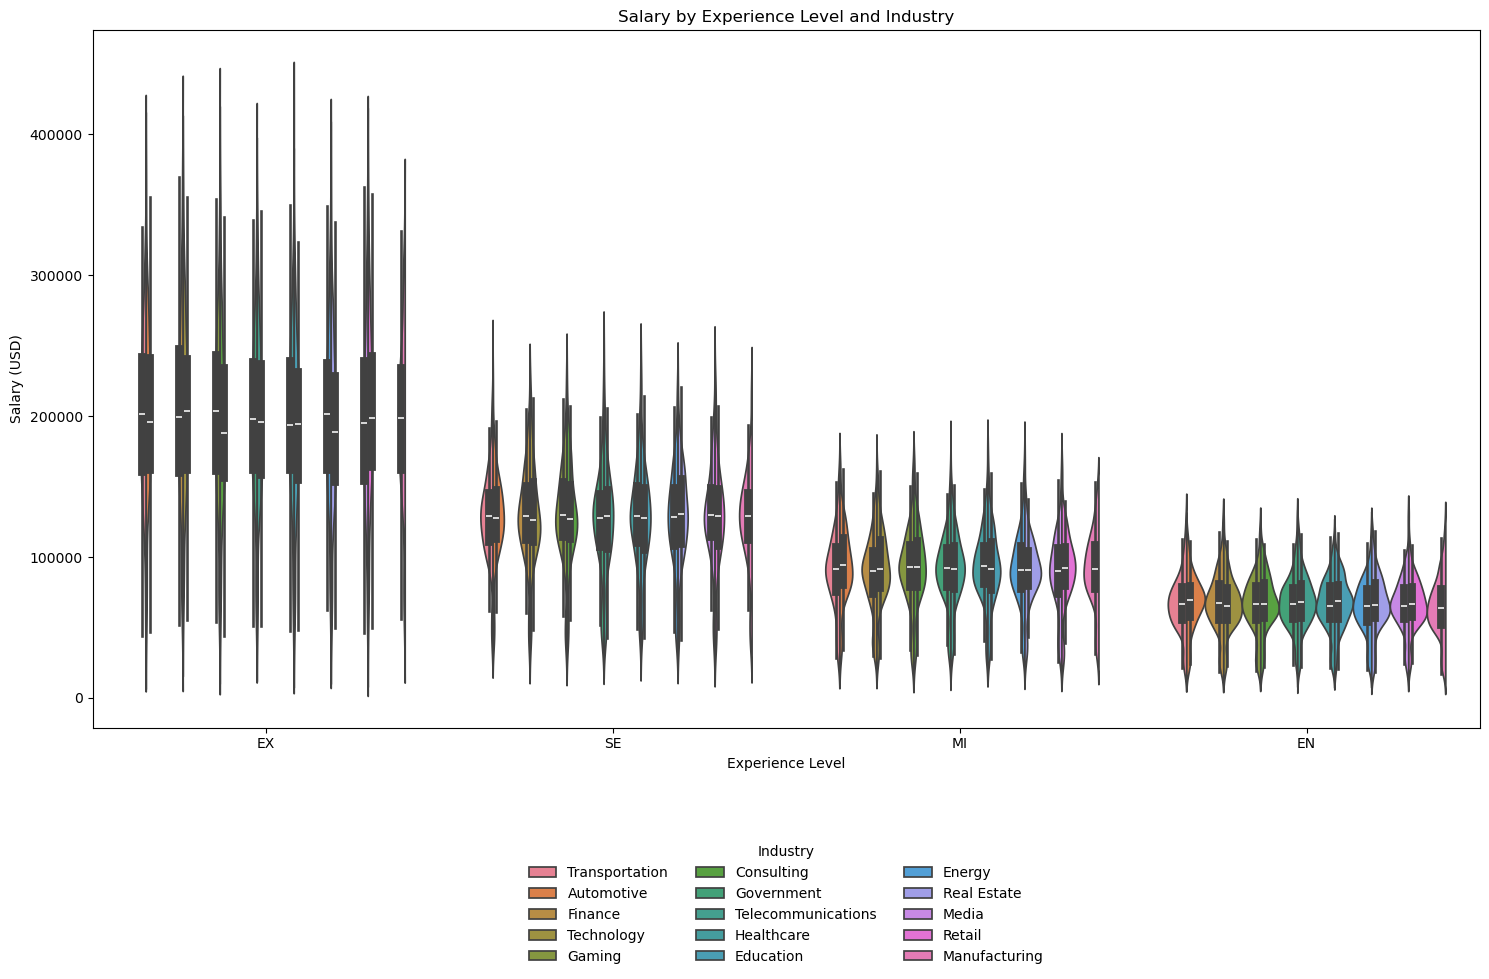 Salary by Experience Level and Industry
Salary (USD)
400000
300000
200000
100000
0
EX SE MI EN
Experience Level
Industry
Transportation Consulting Energy
Automotive Government Real Estate
Finance Telecommunications Media
Technology Healthcare Retail
Gaming Education Manufacturing